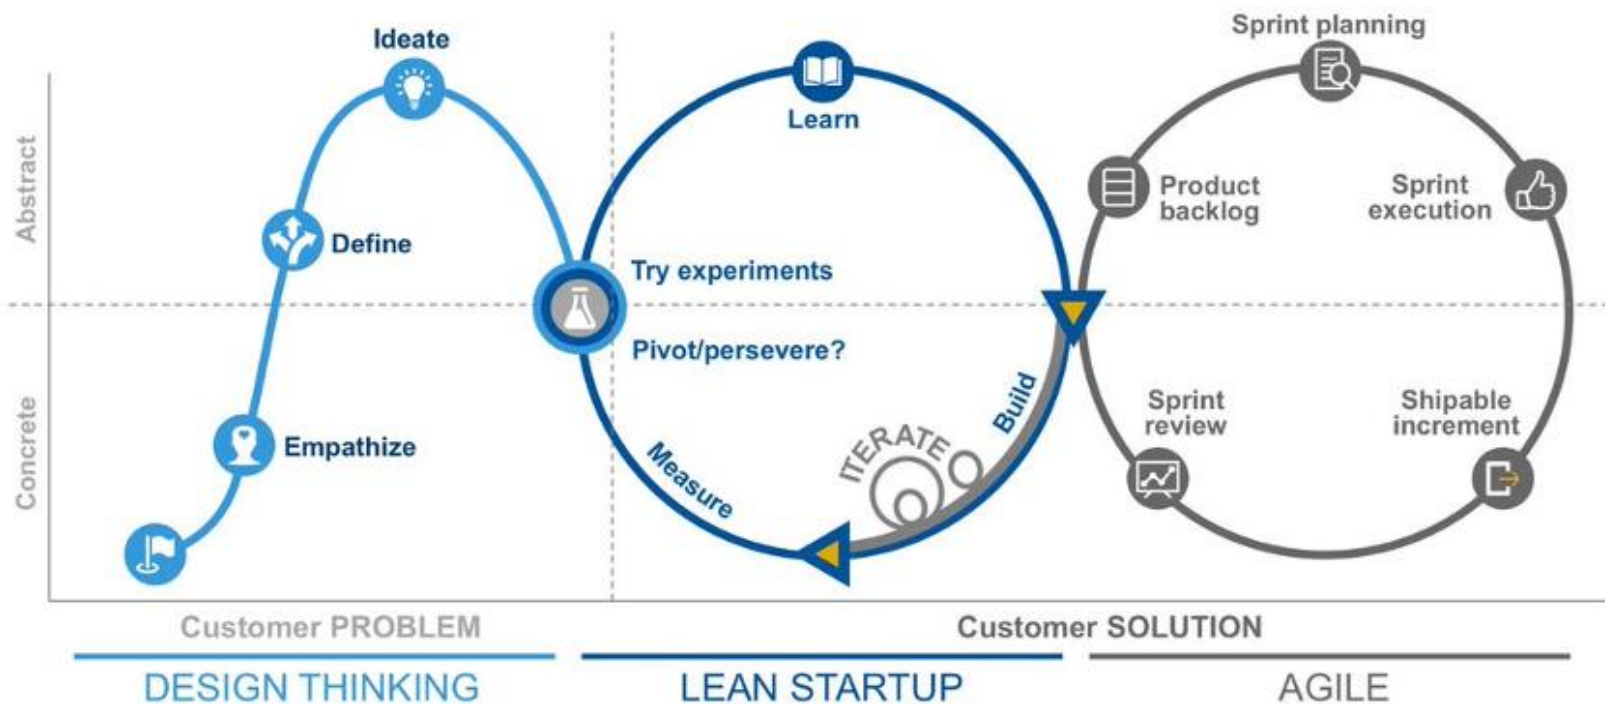 Abstract
Concrete
Ideate
Define
Empathize
Learn
Try experiments
Pivot/persevere?
Measure
ITERATE
Build
Sprint planning
Product
backlog
Sprint
execution
Sprint
review
Shipable
increment
Customer PROBLEM
Customer SOLUTION
DESIGN THINKING
LEAN STARTUP
AGILE